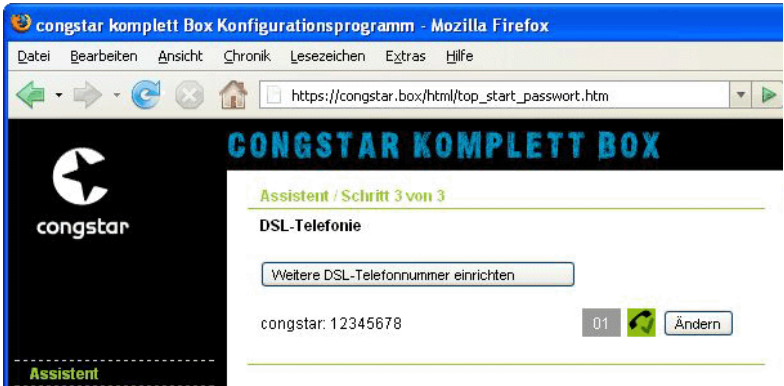 congstar komplett Box Konfigurationsprogramm - Mozilla Firefox
Datei Bearbeiten Ansicht Chronik Lesezeichen Extras Hilfe
https://congstar.box/html/top_start_passwort.htm
CONGSTAR KOMPLETT BOX
congstar
Assistent / Schritt 3 von 3
DSL-Telefonie
Weitere DSL-Telefonnummer einrichten
congstar: 12345678 01 Ändern
Assistent